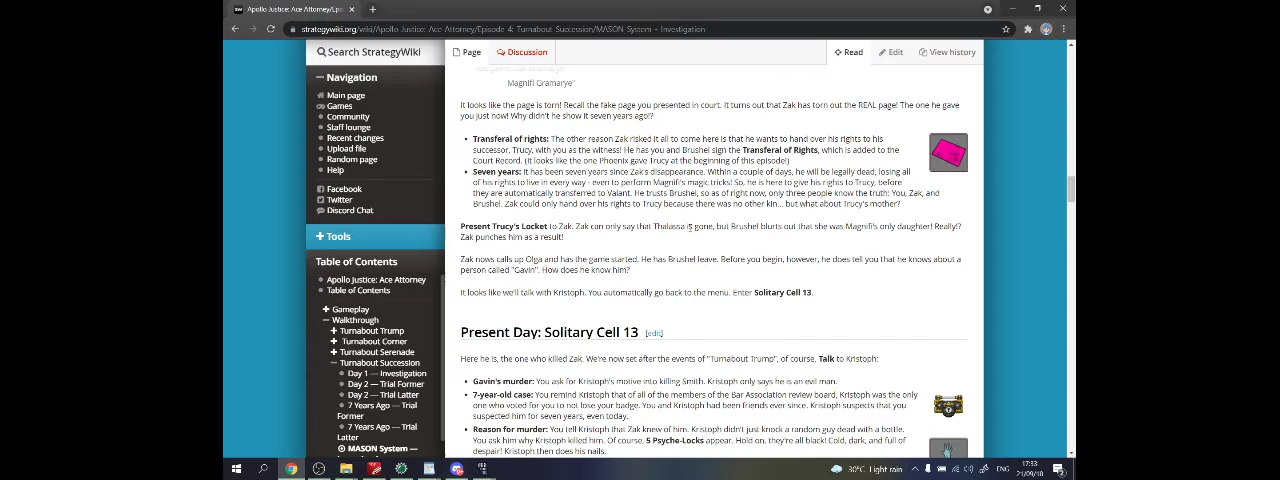 Apollo Justice: Ace Attorney/Ep
strategywiki.org/wiki/Apollo Justice: Ace Attorney/Episode 4: Turnabout Succession/MASON System - Investigation
Search StrategyWiki
Page
Discussion
Read
Edit
View history
Navigation
Main page
Games
Community
Staff lounge
Recent changes
Upload file
Random page
Help
Facebook
Twitter
Discord Chat
Tools
Table of Contents
Apollo Justice: Ace Attorney
Table of Contents
Gameplay
Walkthrough
Turnabout Trump
Turnabout Corner
Turnabout Serenade
Turnabout Succession
Day 1 — Investigation
Day 2 — Trial Former
Day 2 — Trial Latter
7 Years Ago — Trial
Former
7 Years Ago — Trial
Latter
MASON System —
Magnifi Gramarye"
It looks like the page is torn! Recall the fake page you presented in court. It turns out that Zak has torn out the REAL page! The one he gave
you just now! Why didn't he show it seven years ago!?
Transferal of rights: The other reason Zak risked it all to come here is that he wants to hand over his rights to his
successor, Trucy, with you as the witness! He has you and Brushel sign the Transferal of Rights, which is added to the
Court Record. (It looks like the one Phoenix gave Trucy at the beginning of this episode!)
Seven years: It has been seven years since Zak's disappearance. Within a couple of days, he will be legally dead, losing all
of his rights to live in every way - even to perform Magnifi's magic tricks! So, he is here to give his rights to Trucy, before
they are automatically transferred to Valant. He trusts Brushel, so as of right now, only three people know the truth: You, Zak, and
Brushel. Zak could only hand over his rights to Trucy because there was no other kin... but what about Trucy's mother?
Present Trucy's Locket to Zak. Zak can only say that Thalassa is gone, but Brushel blurts out that she was Magnifi's only daughter! Really!?
Zak punches him as a result!
Zak nows calls up Olga and has the game started. He has Brushel leave. Before you begin, however, he does tell you that he knows about a
person called "Gavin". How does he know him?
It looks like we'll talk with Kristoph. You automatically go back to the menu. Enter Solitary Cell 13.
Present Day: Solitary Cell 13 [edit]
Here he is, the one who killed Zak. We're now set after the events of "Turnabout Trump", of course. Talk to Kristoph:
Gavin's murder: You ask for Kristoph's motive into killing Smith. Kristoph only says he is an evil man.
7-year-old case: You remind Kristoph that of all of the members of the Bar Association review board, Kristoph was the only
one who voted for you to not lose your badge. You and Kristoph had been friends ever since. Kristoph suspects that you
suspected him for seven years, even today.
Reason for murder: You tell Kristoph that Zak knew of him. Kristoph didn't just knock a random guy dead with a bottle.
You ask him why Kristoph killed him. Of course, 5 Psyche-Locks appear. Hold on, they're all black! Cold, dark, and full of
despair! Kristoph then does his nails.
30°C Light rain
ENG
17:33
21/09/18